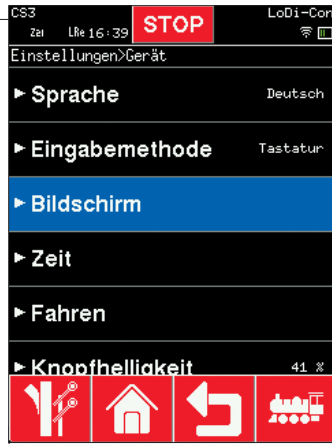 CS3 STOP LoDi-Con
Zei LRe 16:39
Einstellungen>Gerät
Sprache Deutsch
Eingabemethode Tastatur
Bildschirm
Zeit
Fahren
Knopfhelligkeit 41 %